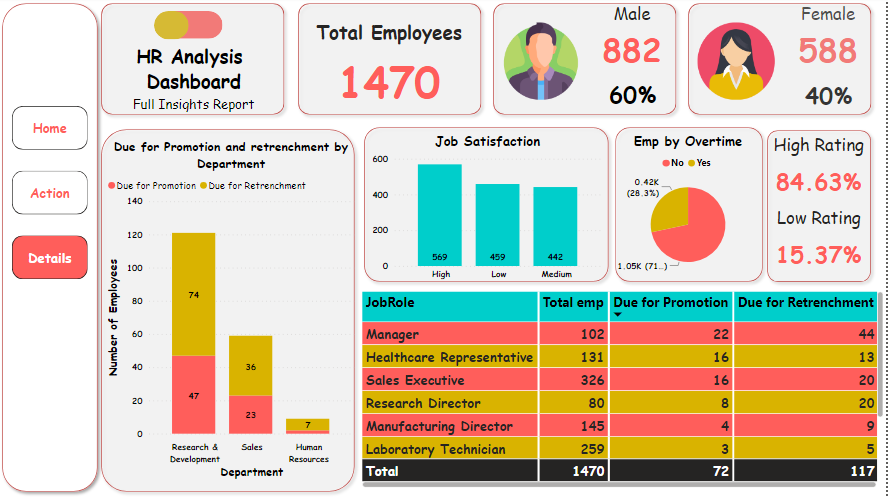 HR Analysis
Dashboard
Full Insights Report
Total Employees
1470
Male
882
60%
Female
588
40%
Home
Action
Details
Due for Promotion and retrenchment by
Department
Due for Promotion Due for Retrenchment
140
120
100
80
60
40
20
0
Number of Employees
74
47
36
23
7
Research &
Development
Sales
Human
Resources
Department
Job Satisfaction
600
400
200
0
569
459
442
High Low Medium
Emp by Overtime
No Yes
0.42K
(28.3%)
1.05K (71...)
High Rating
84.63%
Low Rating
15.37%
JobRole Total emp Due for Promotion Due for Retrenchment
Manager 102 22 44
Healthcare Representative 131 16 13
Sales Executive 326 16 20
Research Director 80 8 20
Manufacturing Director 145 4 9
Laboratory Technician 259 3 5
Total 1470 72 117